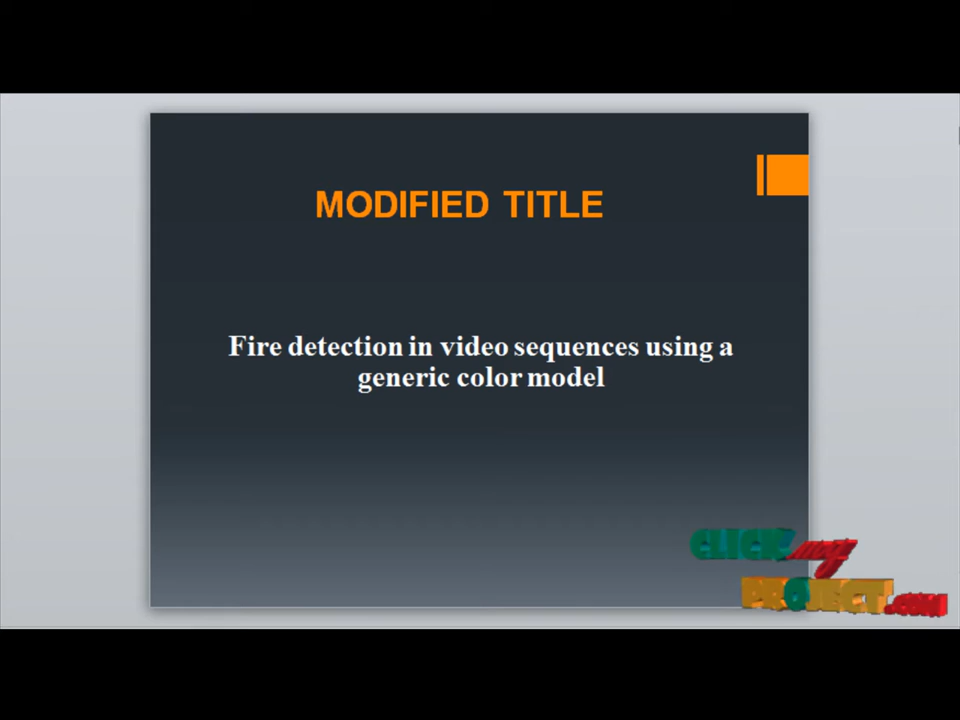 MODIFIED TITLE
Fire detection in video sequences using a
generic color model
CLICK my
PROJECT.COM